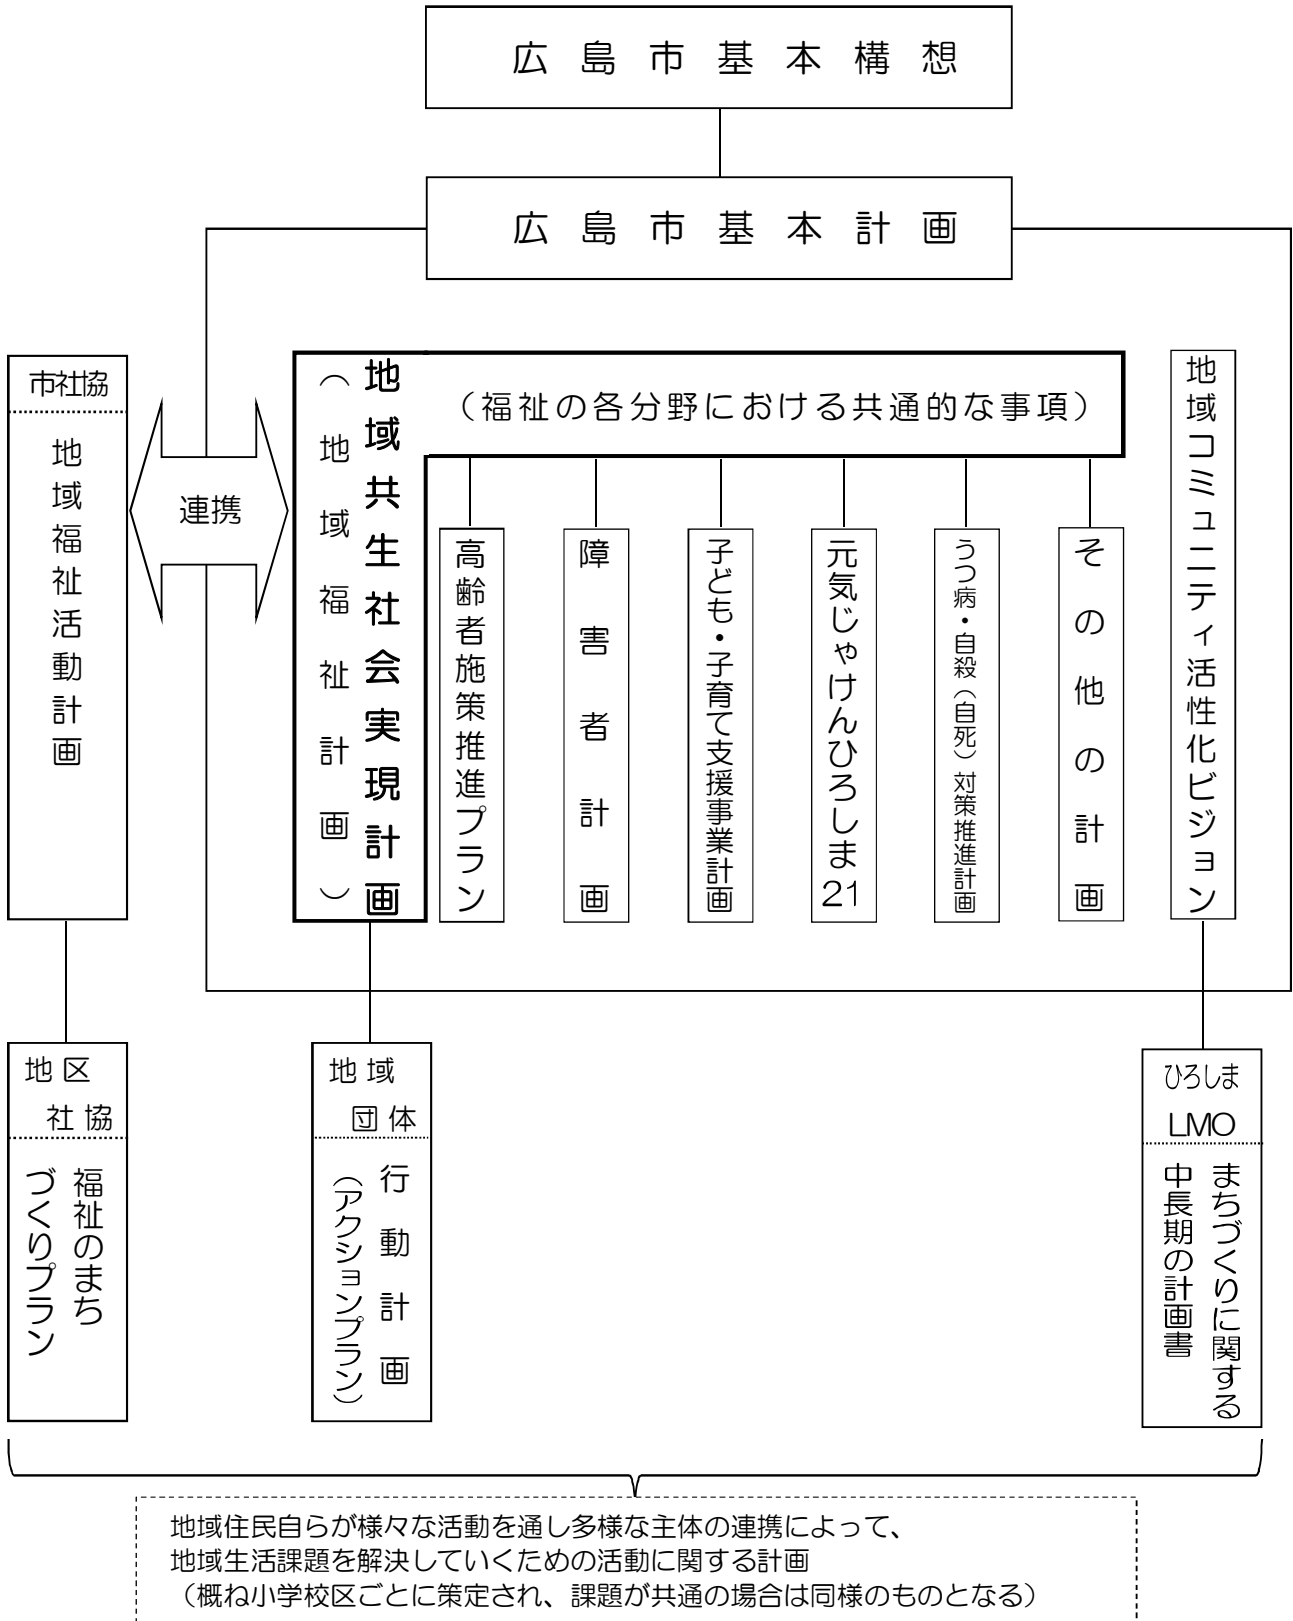 広島市基本構想
広島市基本計画
市社協
地域福祉活動計画
連携
地域共生社会実現計画
（地域福祉計画）
（福祉の各分野における共通的な事項）
高齢者施策推進プラン
障害者計画
子ども・子育て支援事業計画
元気じゃけんひろしま21
うつ病・自殺（自死）対策推進計画
その他の計画
地域コミュニティ活性化ビジョン
地区
社協
福祉のまち
づくりプラン
地域
団体
行動計画
（アクションプラン）
ひろしま
LMO
まちづくりに関する
中長期の計画書
地域住民自らが様々な活動を通し多様な主体の連携によって、
地域生活課題を解決していくための活動に関する計画
（概ね小学校区ごとに策定され、課題が共通の場合は同様のものとなる）